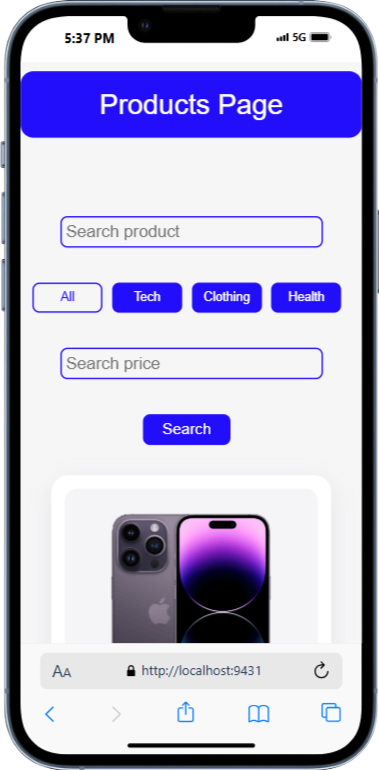 5:37 PM 5G
Products Page
Search product
All Tech Clothing Health
Search price
Search
AA http://localhost:9431